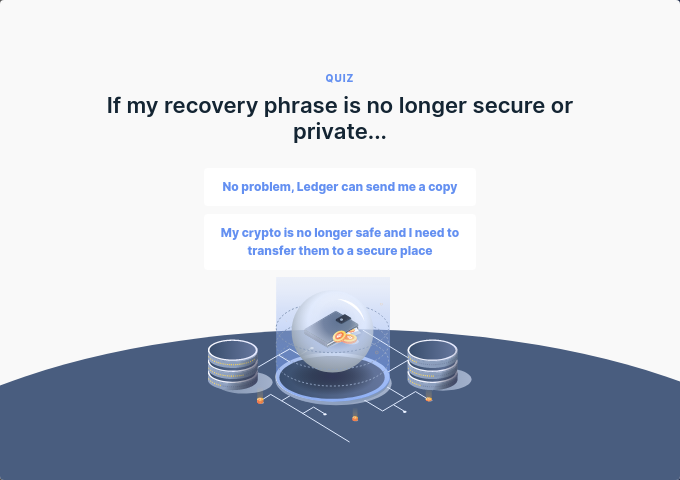 QUIZ
If my recovery phrase is no longer secure or
private...
No problem, Ledger can send me a copy
My crypto is no longer safe and I need to
transfer them to a secure place